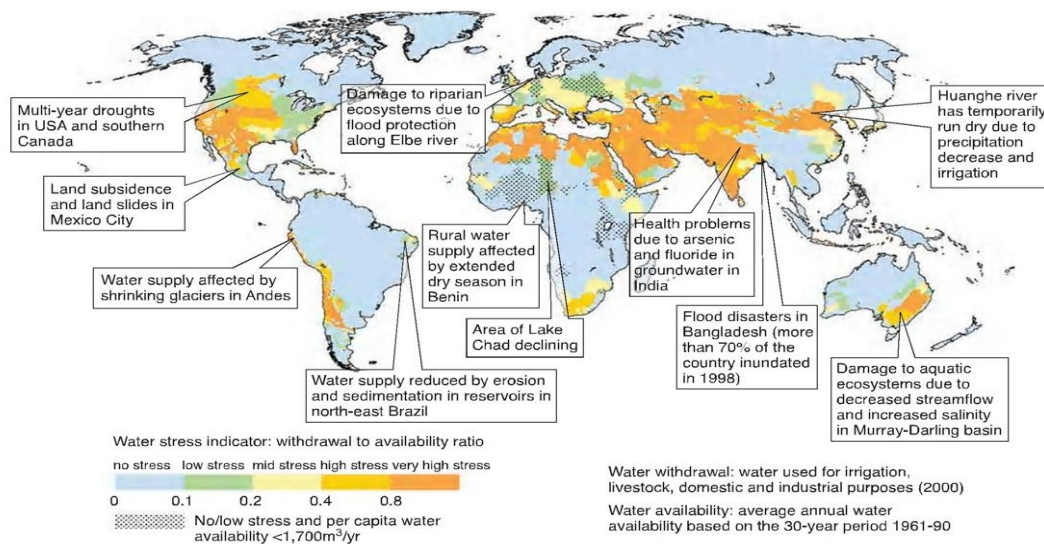 Multi-year droughts
in USA and southern
Canada
Damage to riparian
ecosystems due to
flood protection
along Elbe river
Huanghe river
has temporarily
run dry due to
precipitation
decrease and
irrigation
Land subsidence
and land slides in
Mexico City
Water supply affected by
shrinking glaciers in Andes
Rural water
supply affected
by extended
dry season in
Benin
Health problems
due to arsenic
and fluoride in
groundwater in
India
Area of Lake
Chad declining
Flood disasters in
Bangladesh (more
than 70% of the
country inundated
in 1998)
Water supply reduced by erosion
and sedimentation in reservoirs in
north-east Brazil
Damage to aquatic
ecosystems due to
decreased streamflow
and increased salinity
in Murray-Darling basin
Water stress indicator: withdrawal to availability ratio
no stress low stress mid stress high stress very high stress
0 0.1 0.2 0.4 0.8
No/low stress and per capita water
availability <1,700m³/yr
Water withdrawal: water used for irrigation,
livestock, domestic and industrial purposes (2000)
Water availability: average annual water
availability based on the 30-year period 1961-90